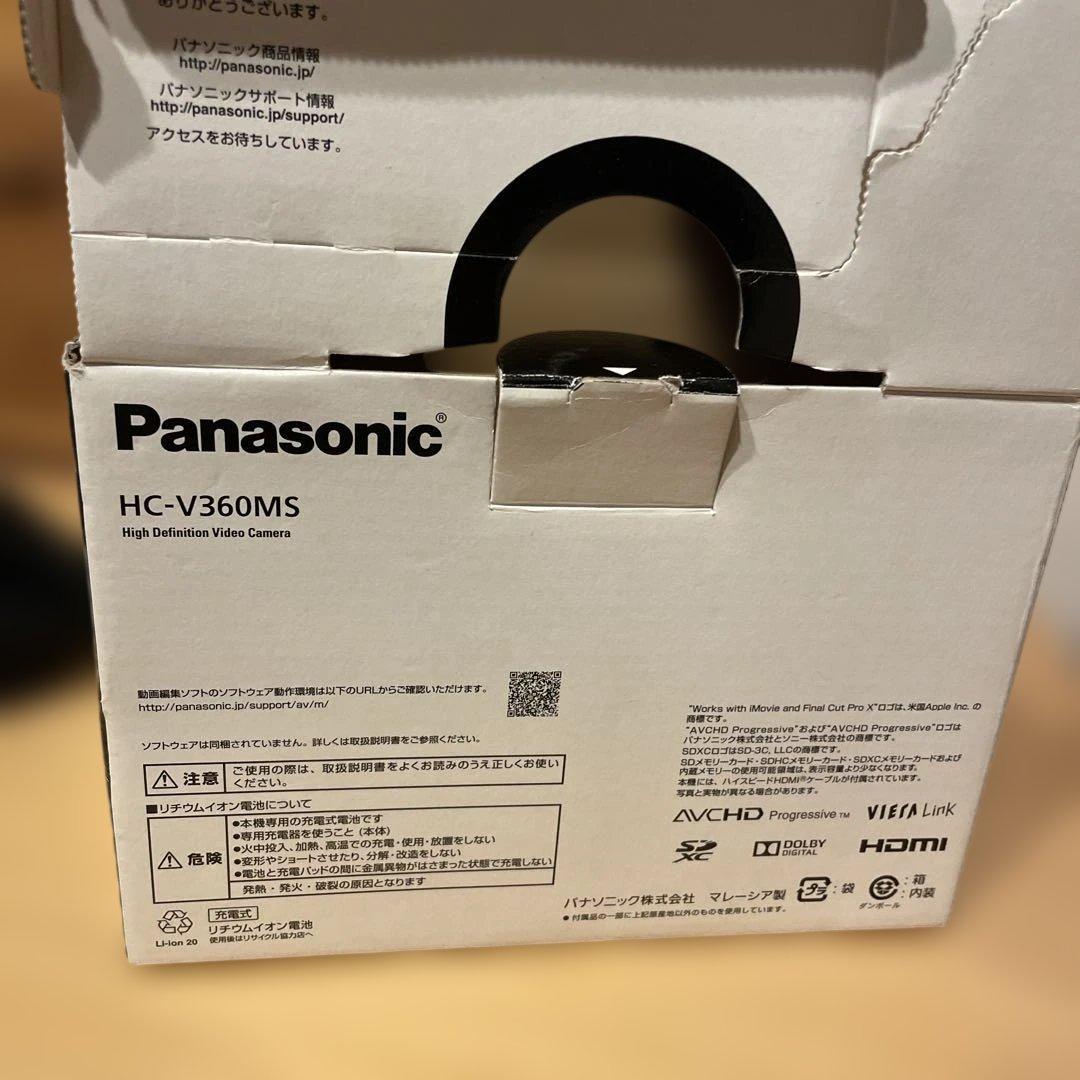 ありがとうございます。
パナソニック商品情報
http://panasonic.jp/
パナソニックサポート情報
http://panasonic.jp/support/
アクセスをお待ちしています。
Panasonic®
HC-V360MS
High Definition Video Camera
動画編集ソフトのソフトウェア動作環境は以下のURLからご確認いただけます。
http://panasonic.jp/support/av/m/
ソフトウェアは同梱されていません。詳しくは取扱説明書をご参照ください。
注意
ご使用の際は、取扱説明書をよくお読みのうえ正しくお使い
ください。
■リチウムイオン電池について
危険
●本機専用の充電式電池です
●専用充電器を使うこと (本体)
●火中投入、加熱、高温での充電・使用・放置をしない
●変形やショートさせたり、分解・改造をしない
●電池と充電パッドの間に金属異物がはさまった状態で充電しない
発熱・発火・破裂の原因となります
Li-ion 20
充電式
リチウムイオン電池
使用後はリサイクル協力店へ
"Works with iMovie and Final Cut Pro X"ロゴは、米国Apple Inc. の
商標です。
"AVCHD Progressive"および"AVCHD Progressive"ロゴは
パナソニック株式会社とソニー株式会社の商標です。
SDXCロゴはSD-3C, LLCの商標です。
SDメモリーカード・SDHCメモリーカード・SDXCメモリーカードおよび
内蔵メモリーの使用可能領域は、表示容量より少なくなります。
本機には、ハイスピードHDMI®ケーブルが付属されています。
写真と実物が異なる場合があります。
AVCHD Progressive™ VIERA Link
SD XC DOLBY DIGITAL HDMI
パナソニック株式会社 マレーシア製
●付属品の一部に上記原産地以外のものを使用しています。
プラ : 袋
ダンボール : 箱
: 内装